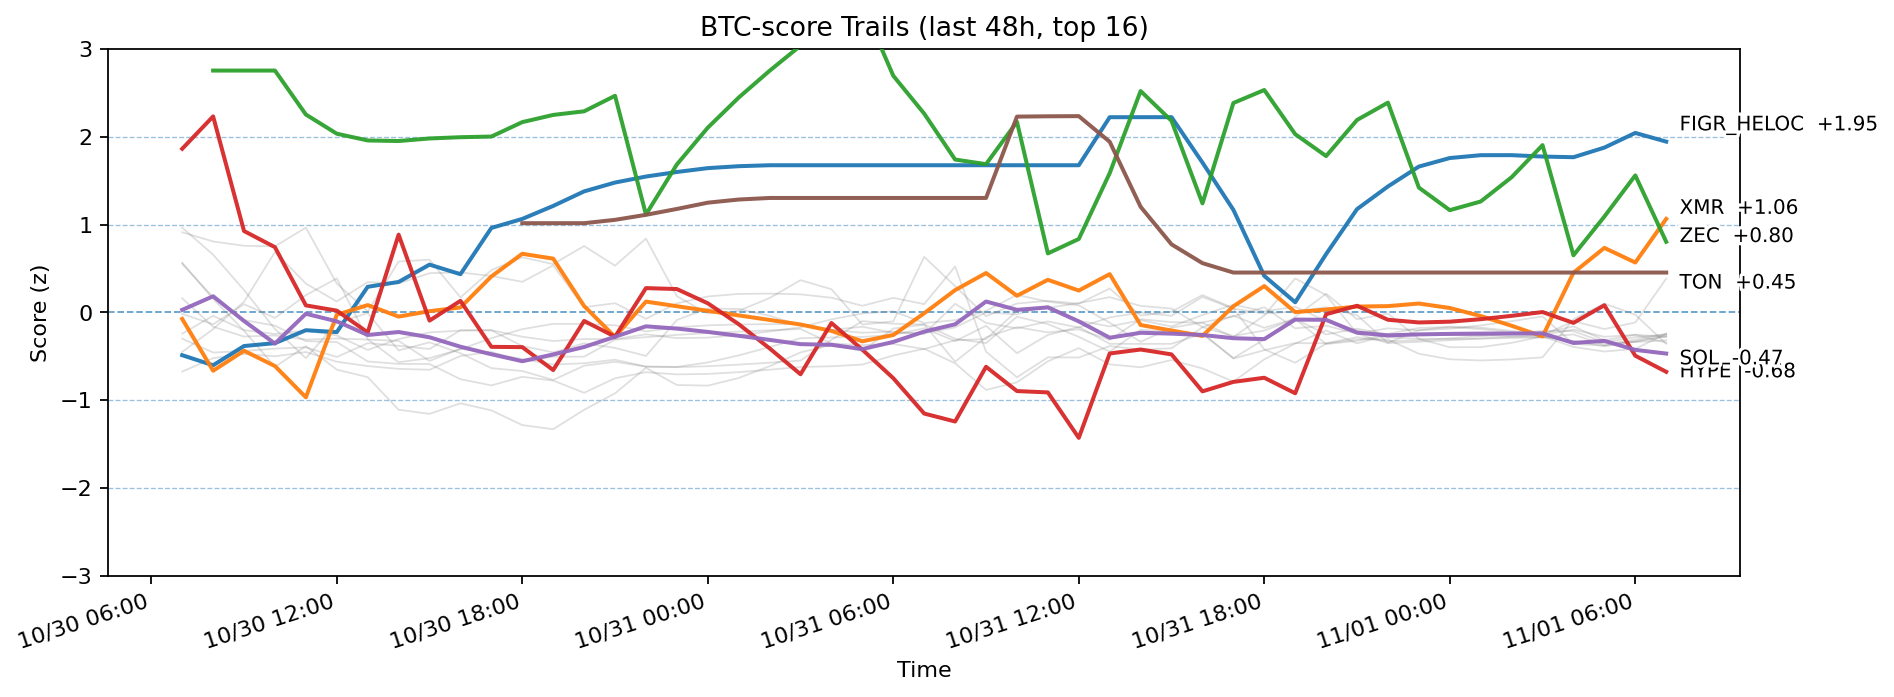 BTC-score Trails (last 48h, top 16)
Score (z)
3
2
1
0
−1
−2
−3
FIGR_HELOC +1.95
XMR +1.06
ZEC +0.80
TON +0.45
SOL -0.47
HYPE -0.68
10/30 06:00
10/30 12:00
10/30 18:00
10/31 00:00
10/31 06:00
10/31 12:00
10/31 18:00
11/01 00:00
11/01 06:00
Time